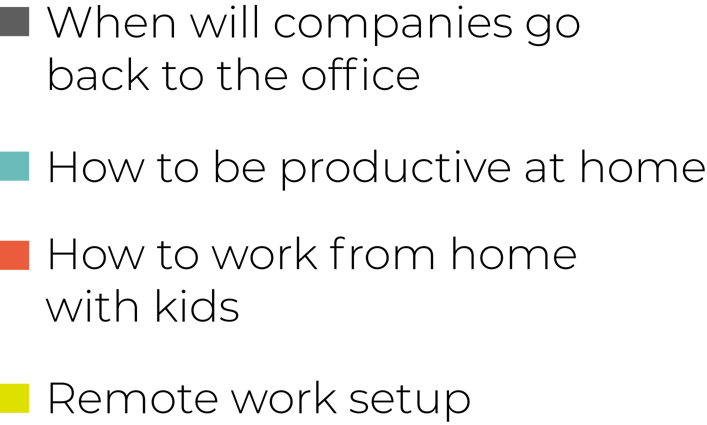 When will companies go
back to the office
How to be productive at home
How to work from home
with kids
Remote work setup